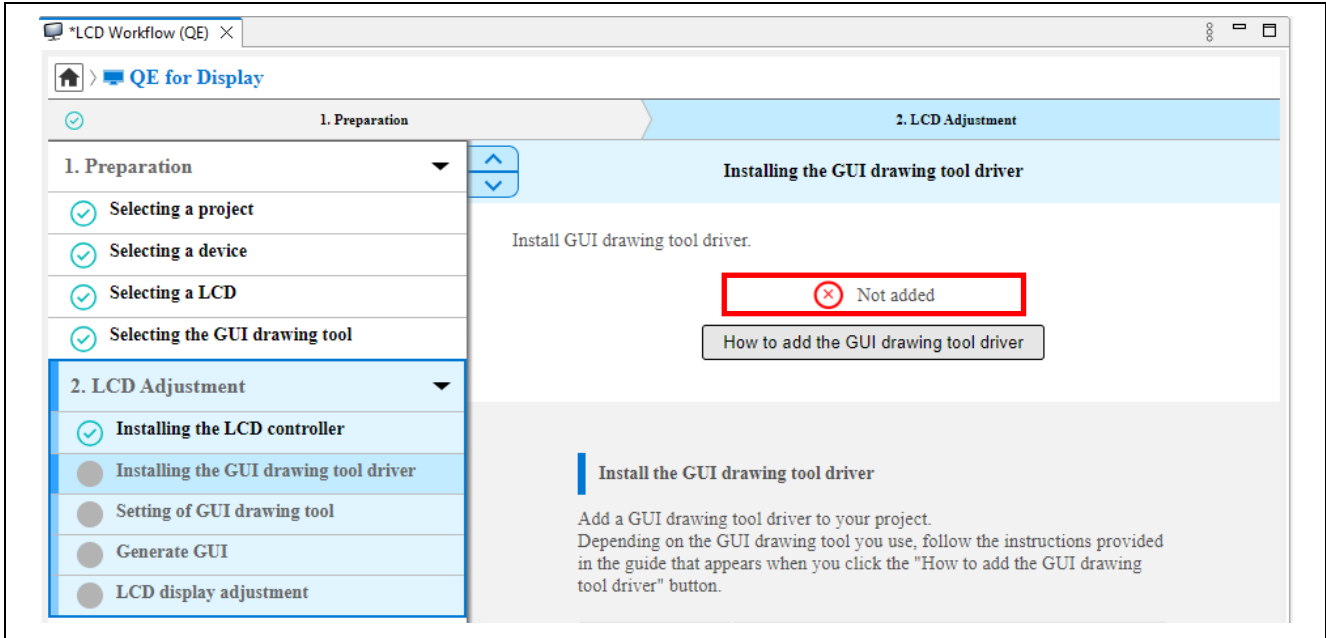 *LCD Workflow (QE)
QE for Display
1. Preparation
2. LCD Adjustment
1. Preparation
Selecting a project
Selecting a device
Selecting a LCD
Selecting the GUI drawing tool
2. LCD Adjustment
Installing the LCD controller
Installing the GUI drawing tool driver
Setting of GUI drawing tool
Generate GUI
LCD display adjustment
Installing the GUI drawing tool driver
Install GUI drawing tool driver.
Not added
How to add the GUI drawing tool driver
Install the GUI drawing tool driver
Add a GUI drawing tool driver to your project.
Depending on the GUI drawing tool you use, follow the instructions provided
in the guide that appears when you click the "How to add the GUI drawing
tool driver" button.